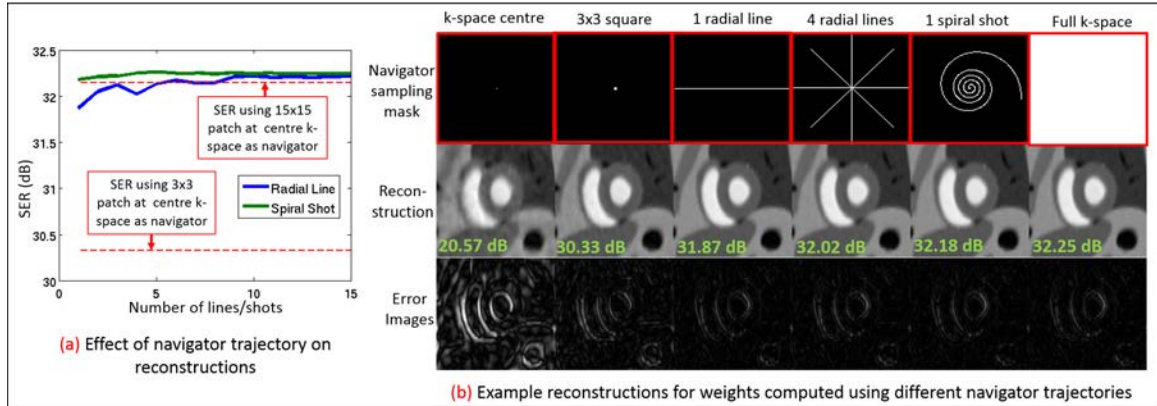 k-space centre
3x3 square
1 radial line
4 radial lines
1 spiral shot
Full k-space
32.5
32
31.5
31
30.5
30
SER (dB)
SER using 15x15
patch at centre k-
space as navigator
SER using 3x3
patch at centre k-
space as navigator
Radial Line
Spiral Shot
0
5
10
15
Number of lines/shots
(a) Effect of navigator trajectory on
reconstructions
Navigator
sampling
mask
Recon-
struction
20.57 dB
30.33 dB
31.87 dB
32.02 dB
32.18 dB
32.25 dB
Error
Images
(b) Example reconstructions for weights computed using different navigator trajectories